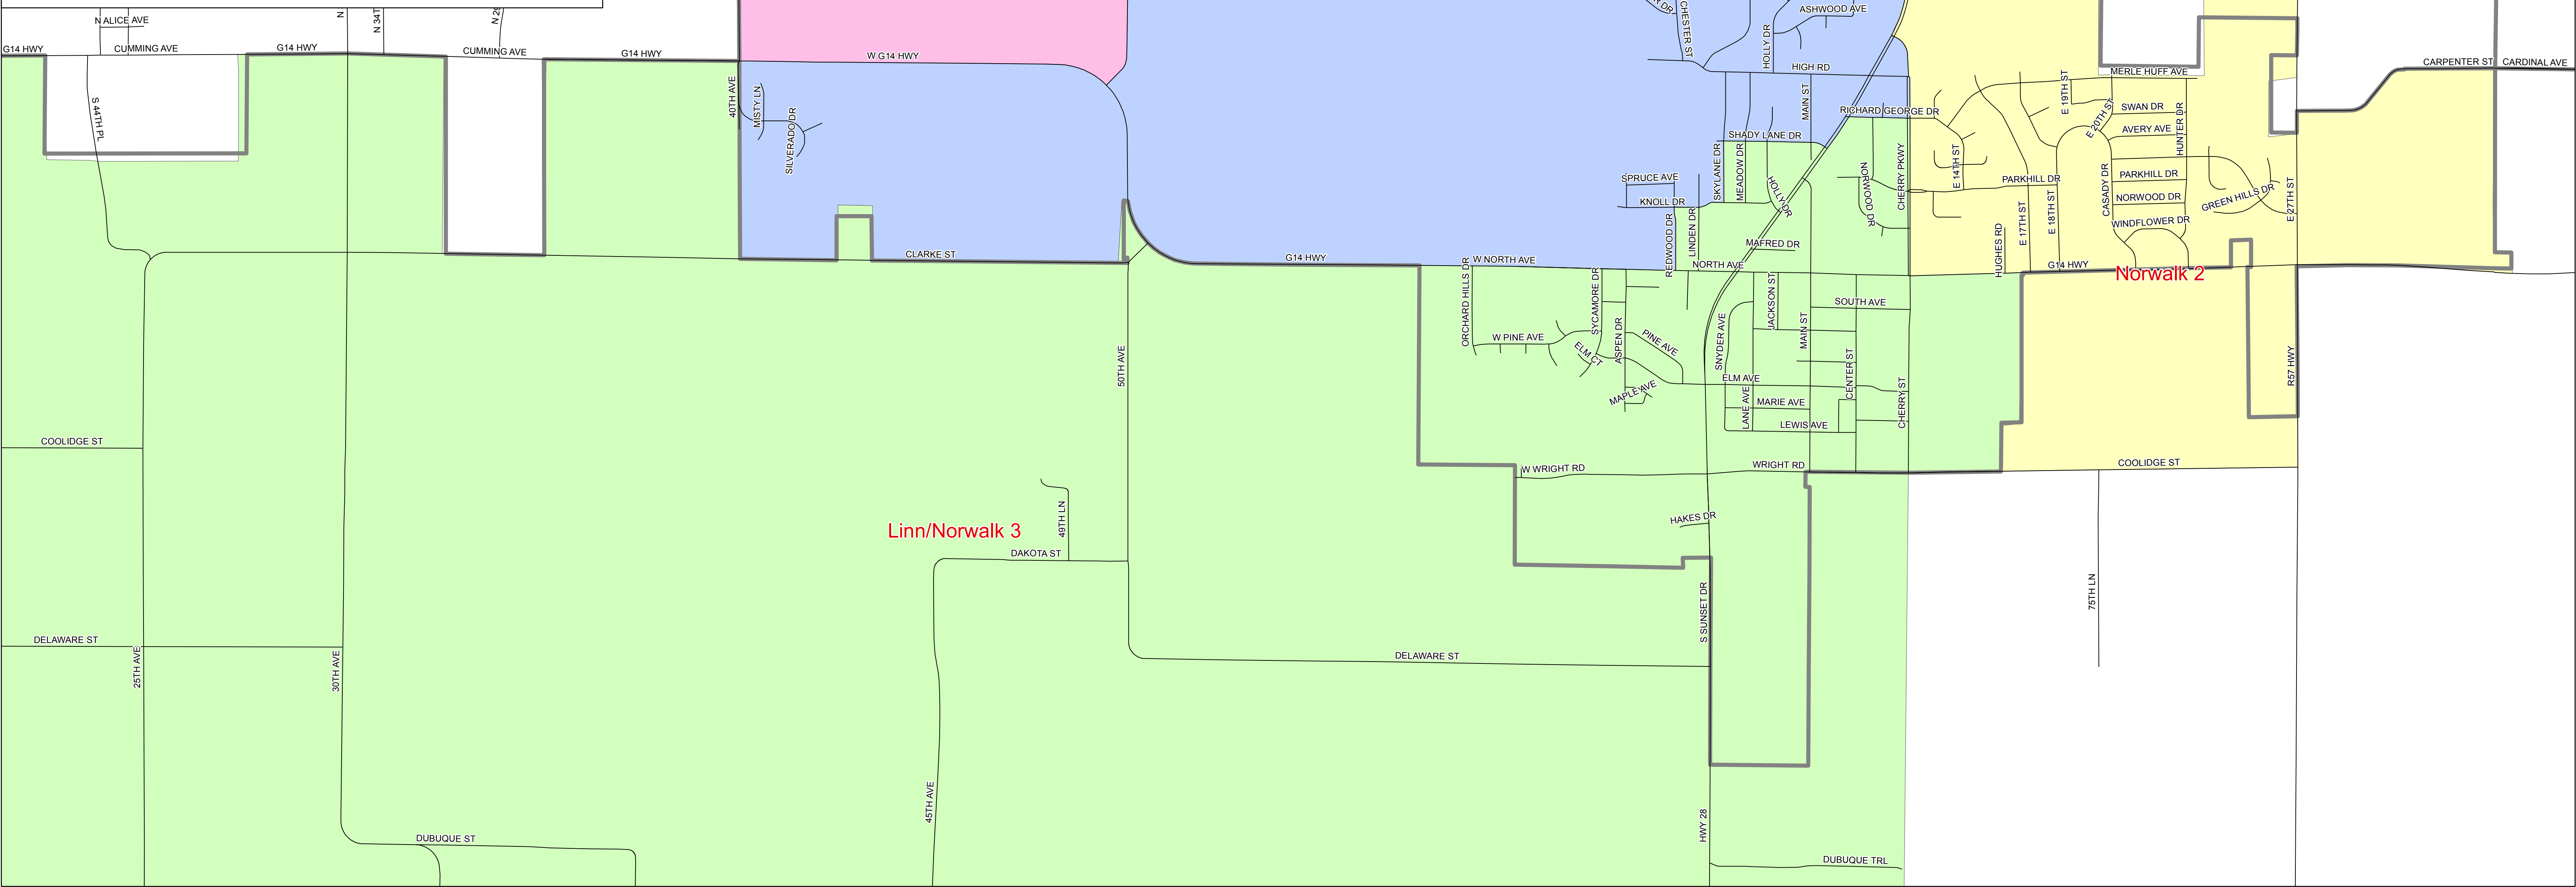 N ALICE AVE
N
N 34T
N 29
G14 HWY
CUMMING AVE
G14 HWY
CUMMING AVE
G14 HWY
W G14 HWY
CHESTER ST
HOLLY DR
ASHWOOD AVE
HIGH RD
MERLE HUFF AVE
CARPENTER ST
CARDINAL AVE
S 44TH PL
40TH AVE
MISTY LN
SILVERADO DR
MAIN ST
RICHARD GEORGE DR
E 19TH ST
E 20TH ST
SWAN DR
AVERY AVE
HUNTER DR
SHADY LANE DR
SKYLANE DR
MEADOW DR
HOLLY DR
NORWOOD DR
CHERRY PKWY
E 14TH ST
PARKHILL DR
CASADY DR
PARKHILL DR
NORWOOD DR
GREEN HILLS DR
E 27TH ST
WINDFLOWER DR
SPRUCE AVE
KNOLL DR
REDWOOD DR
LINDEN DR
MAFRED DR
HUGHES RD
E 17TH ST
E 18TH ST
CLARKE ST
G14 HWY
W NORTH AVE
NORTH AVE
G14 HWY
Norwalk 2
ORCHARD HILLS DR
SYCAMORE DR
ASPEN DR
W PINE AVE
ELM CT
PINE AVE
MAPLE AVE
SNYDER AVE
JACKSON ST
MAIN ST
SOUTH AVE
CENTER ST
CHERRY ST
ELM AVE
LANE AVE
MARIE AVE
LEWIS AVE
50TH AVE
R57 HWY
COOLIDGE ST
W WRIGHT RD
WRIGHT RD
COOLIDGE ST
Linn/Norwalk 3
49TH LN
HAKES DR
DAKOTA ST
S SUNSET DR
75TH LN
DELAWARE ST
25TH AVE
30TH AVE
DELAWARE ST
45TH AVE
HWY 28
DUBUQUE ST
DUBUQUE TRL